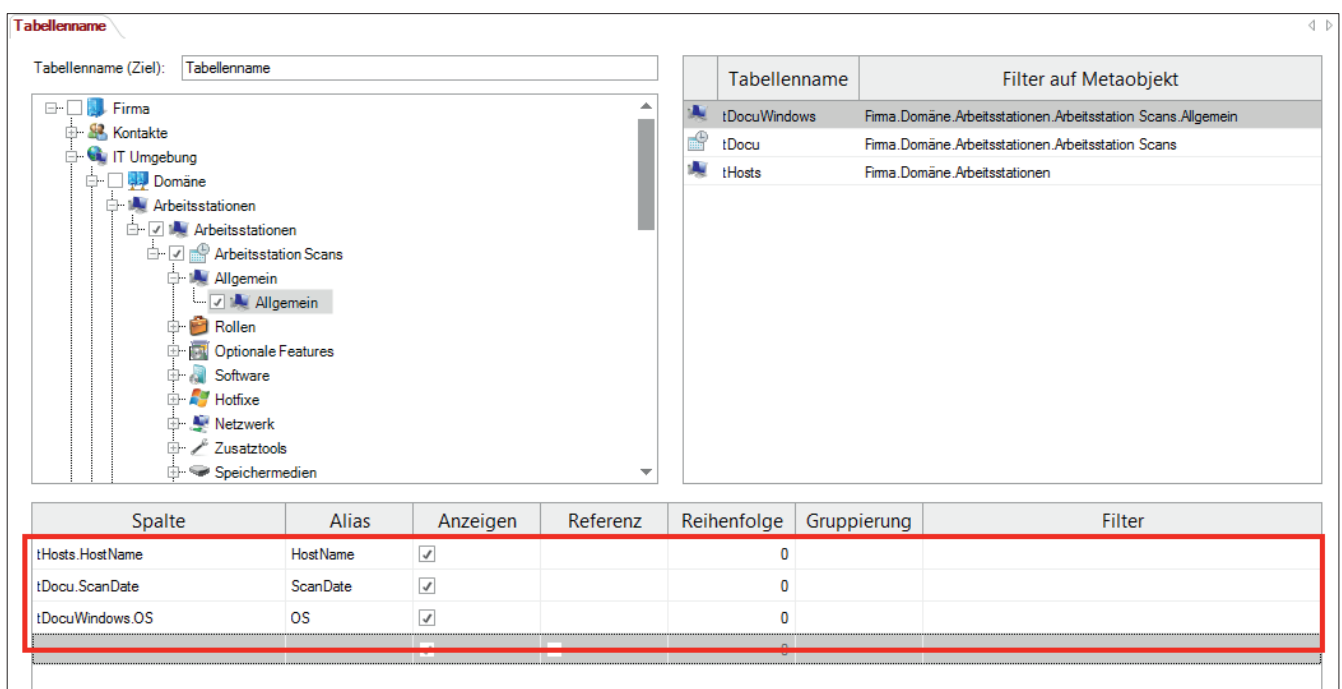 Tabellenname
Tabellenname (Ziel): Tabellenname
Firma
Kontakte
IT Umgebung
Domäne
Arbeitsstationen
Arbeitsstationen
Arbeitsstation Scans
Allgemein
Allgemein
Rollen
Optionale Features
Software
Hotfixe
Netzwerk
Zusatztools
Speichermedien
Tabellenname Filter auf Metaobjekt
tDocuWindows Firma.Domäne.Arbeitsstationen.Arbeitsstation Scans.Allgemein
tDocu Firma.Domäne.Arbeitsstationen.Arbeitsstation Scans
tHosts Firma.Domäne.Arbeitsstationen
Spalte Alias Anzeigen Referenz Reihenfolge Gruppierung Filter
tHosts.HostName HostName 0
tDocu.ScanDate ScanDate 0
tDocuWindows.OS OS 0
0